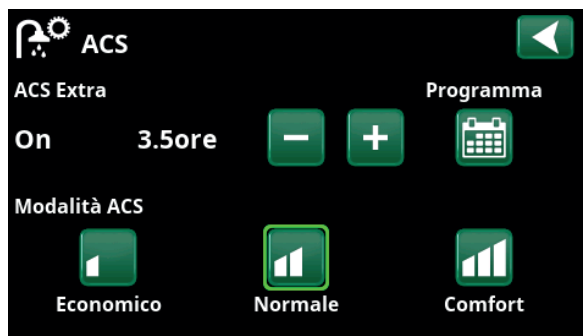 ACS
ACS Extra
Programma
On 3.5ore
Modalità ACS
Economico Normale Comfort